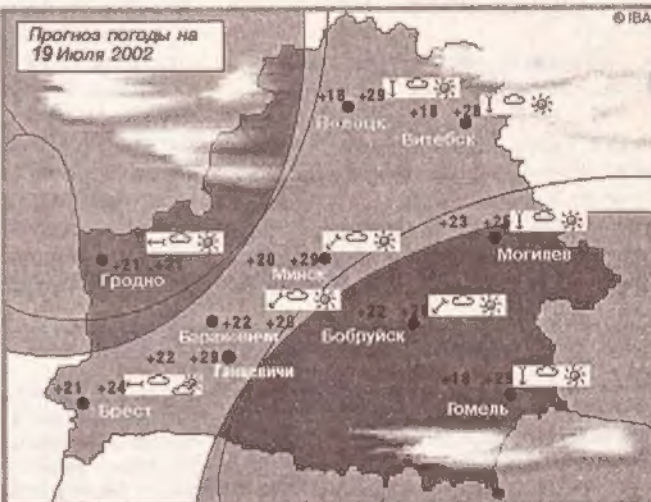 Прогноз погоды на
19 Июля 2002
© IBA
+18 +29
Полоцк
+18 +28
Витебск
+23
Могилев
+21
Гродно
+20 +29
Минск
+22
Барановичи
+22
Бобруйск
+22 +29
Ганцевичи
+21 +24
Брест
+18
Гомель